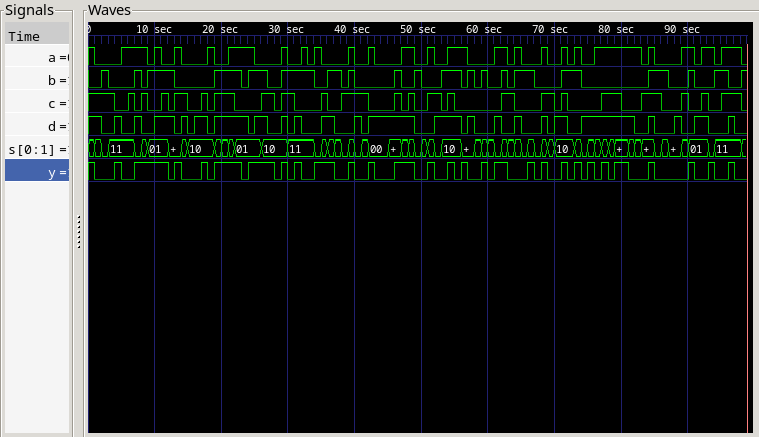 Signals
Waves
Time
10 sec 20 sec 30 sec 40 sec 50 sec 60 sec 70 sec 80 sec 90 sec
a =
b =
c =
d =
s[0:1] = 11 01 + 10 01 10 11 00 + 10 + 10 + + + 01 11
y =